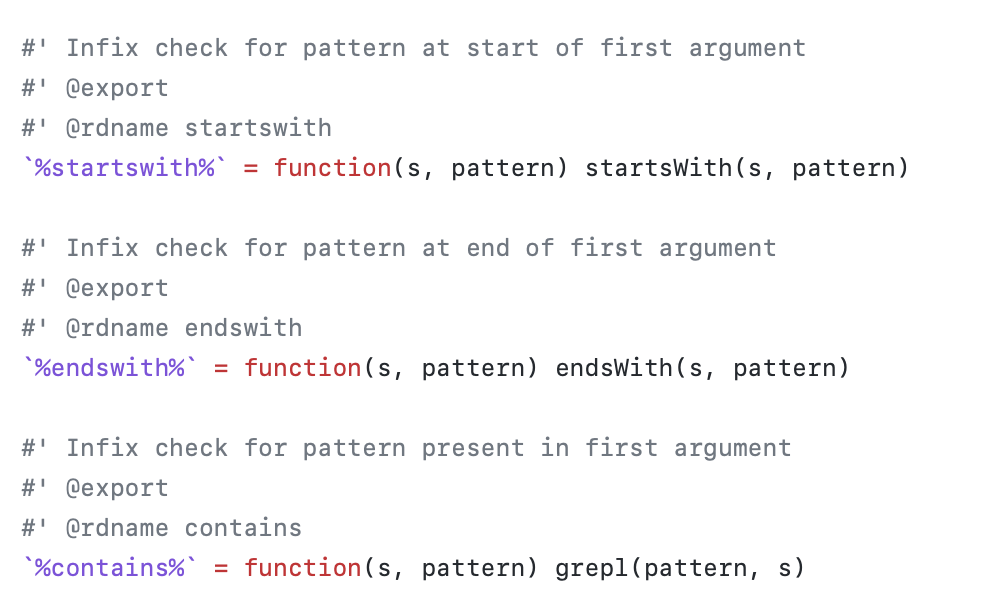 #' Infix check for pattern at start of first argument
#' @export
#' @rdname startswith
`%startswith%` = function(s, pattern) startsWith(s, pattern)
#' Infix check for pattern at end of first argument
#' @export
#' @rdname endswith
`%endswith%` = function(s, pattern) endsWith(s, pattern)
#' Infix check for pattern present in first argument
#' @export
#' @rdname contains
`%contains%` = function(s, pattern) grepl(pattern, s)